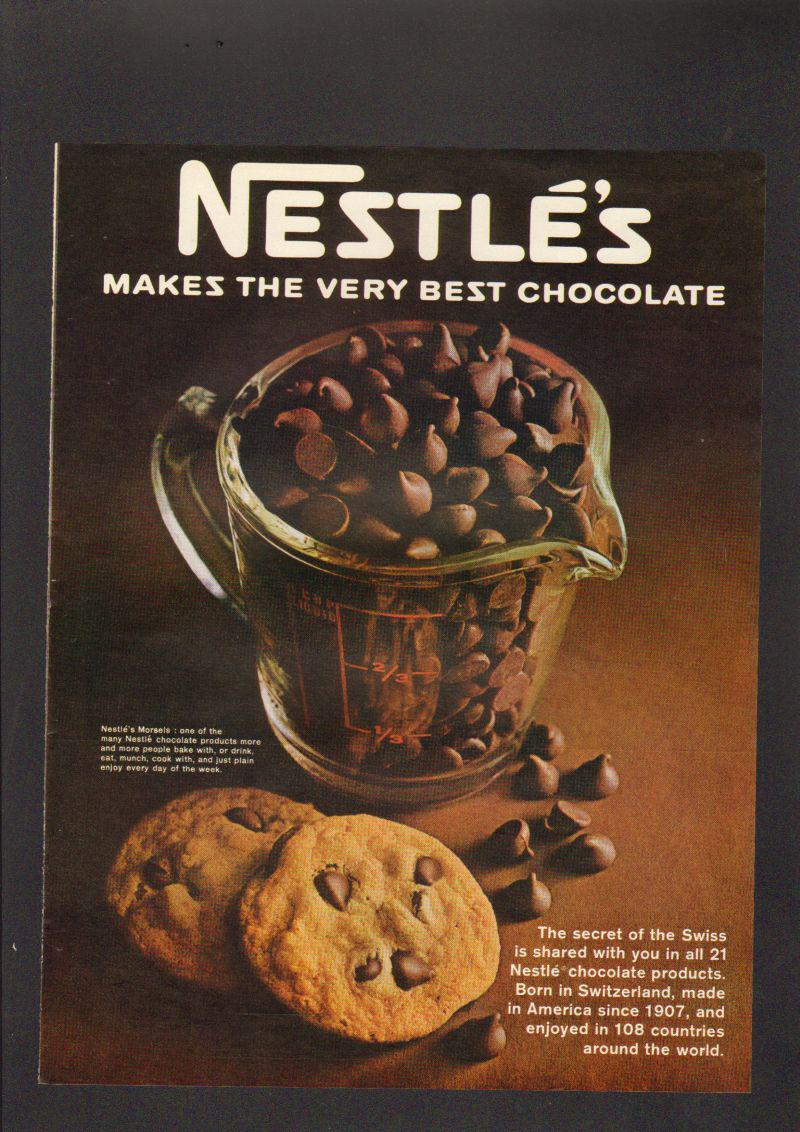 NESTLÉ'S
MAKES THE VERY BEST CHOCOLATE
1 CUP
LIQUID
2/3
1/3
Nestlé's Morsels : one of the
many Nestlé chocolate products more
and more people bake with, or drink,
eat, munch, cook with, and just plain
enjoy every day of the week.
The secret of the Swiss
is shared with you in all 21
Nestlé® chocolate products.
Born in Switzerland, made
in America since 1907, and
enjoyed in 108 countries
around the world.